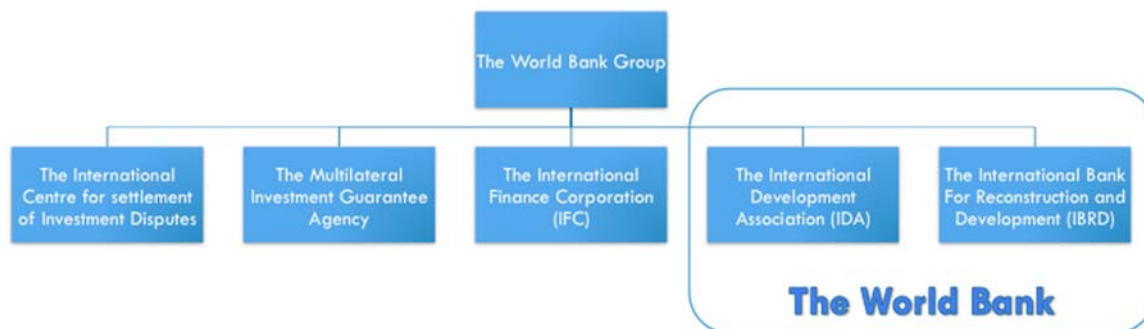 The World Bank Group
The International
Centre for settlement
of Investment Disputes
The Multilateral
Investment Guarantee
Agency
The International
Finance Corporation
(IFC)
The International
Development
Association (IDA)
The International Bank
For Reconstruction and
Development (IBRD)
The World Bank